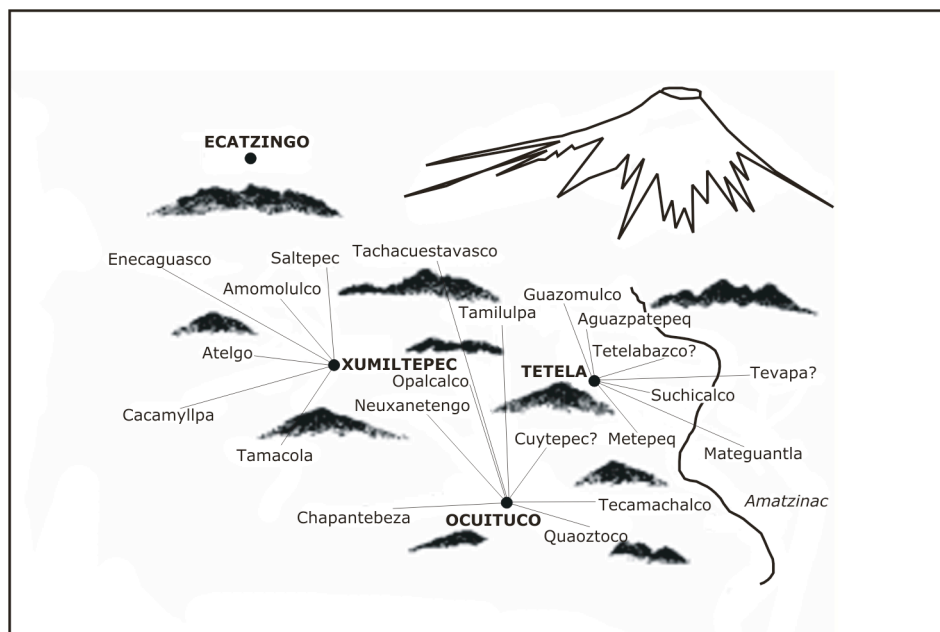 ECATZINGO
Enecaguasco
Saltepec
Tachacuestavasco
Amomolulco
Tamilulpa
Guazomulco
Aguazpatepeq
Atelgo
XUMILTEPEC
Tetelabazco?
TETELA
Tevapa?
Opalcalco
Suchicalco
Neuxanetengo
Cacamyllpa
Cuytepec?
Metepeq
Tamacola
Mateguantla
Chapantebeza
Tecamachalco
Amatzinac
OCUITUCO
Quaoztoco